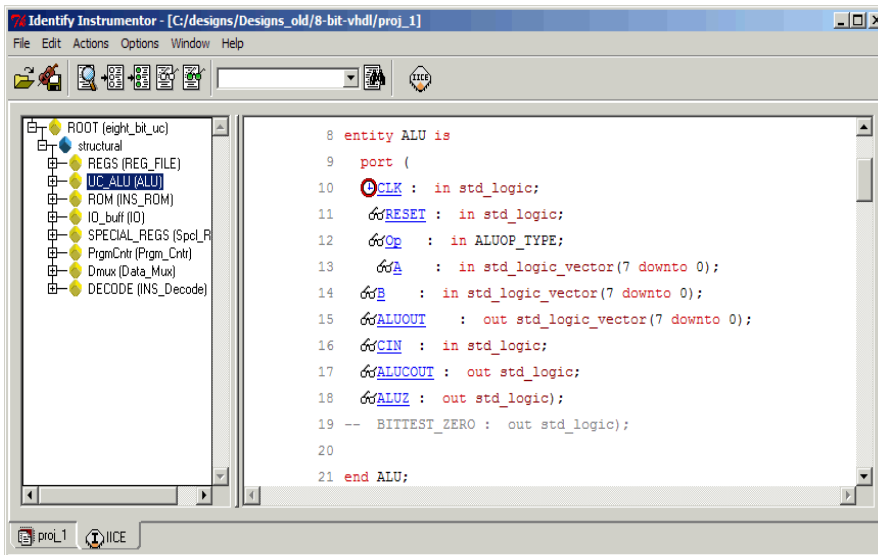 Identify Instrumentor - [C:/designs/Designs_old/8-bit-vhdl/proj_1]
File Edit Actions Options Window Help
IICE
ROOT (eight_bit_uc)
structural
REGS (REG_FILE)
UC_ALU (ALU)
ROM (INS_ROM)
IO_buff (IO)
SPECIAL_REGS (Spcl_R
PrgmCntr (Prgm_Cntr)
Dmux (Data_Mux)
DECODE (INS_Decode)
8 entity ALU is
9 port (
10 CLK : in std_logic;
11 RESET : in std_logic;
12 Op : in ALUOP_TYPE;
13 A : in std_logic_vector(7 downto 0);
14 B : in std_logic_vector(7 downto 0);
15 ALUOUT : out std_logic_vector(7 downto 0);
16 CIN : in std_logic;
17 ALUCOUT : out std_logic;
18 ALUZ : out std_logic);
19 -- BITTEST_ZERO : out std_logic);
20
21 end ALU;
proj_1 IICE